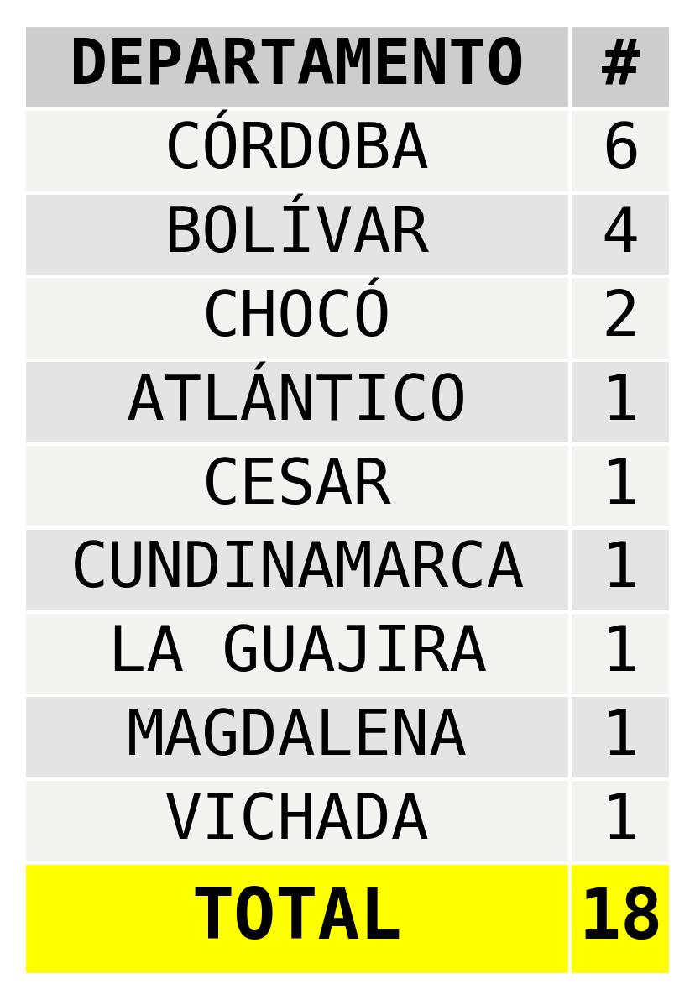 DEPARTAMENTO #
CÓRDOBA 6
BOLÍVAR 4
CHOCÓ 2
ATLÁNTICO 1
CESAR 1
CUNDINAMARCA 1
LA GUAJIRA 1
MAGDALENA 1
VICHADA 1
TOTAL 18